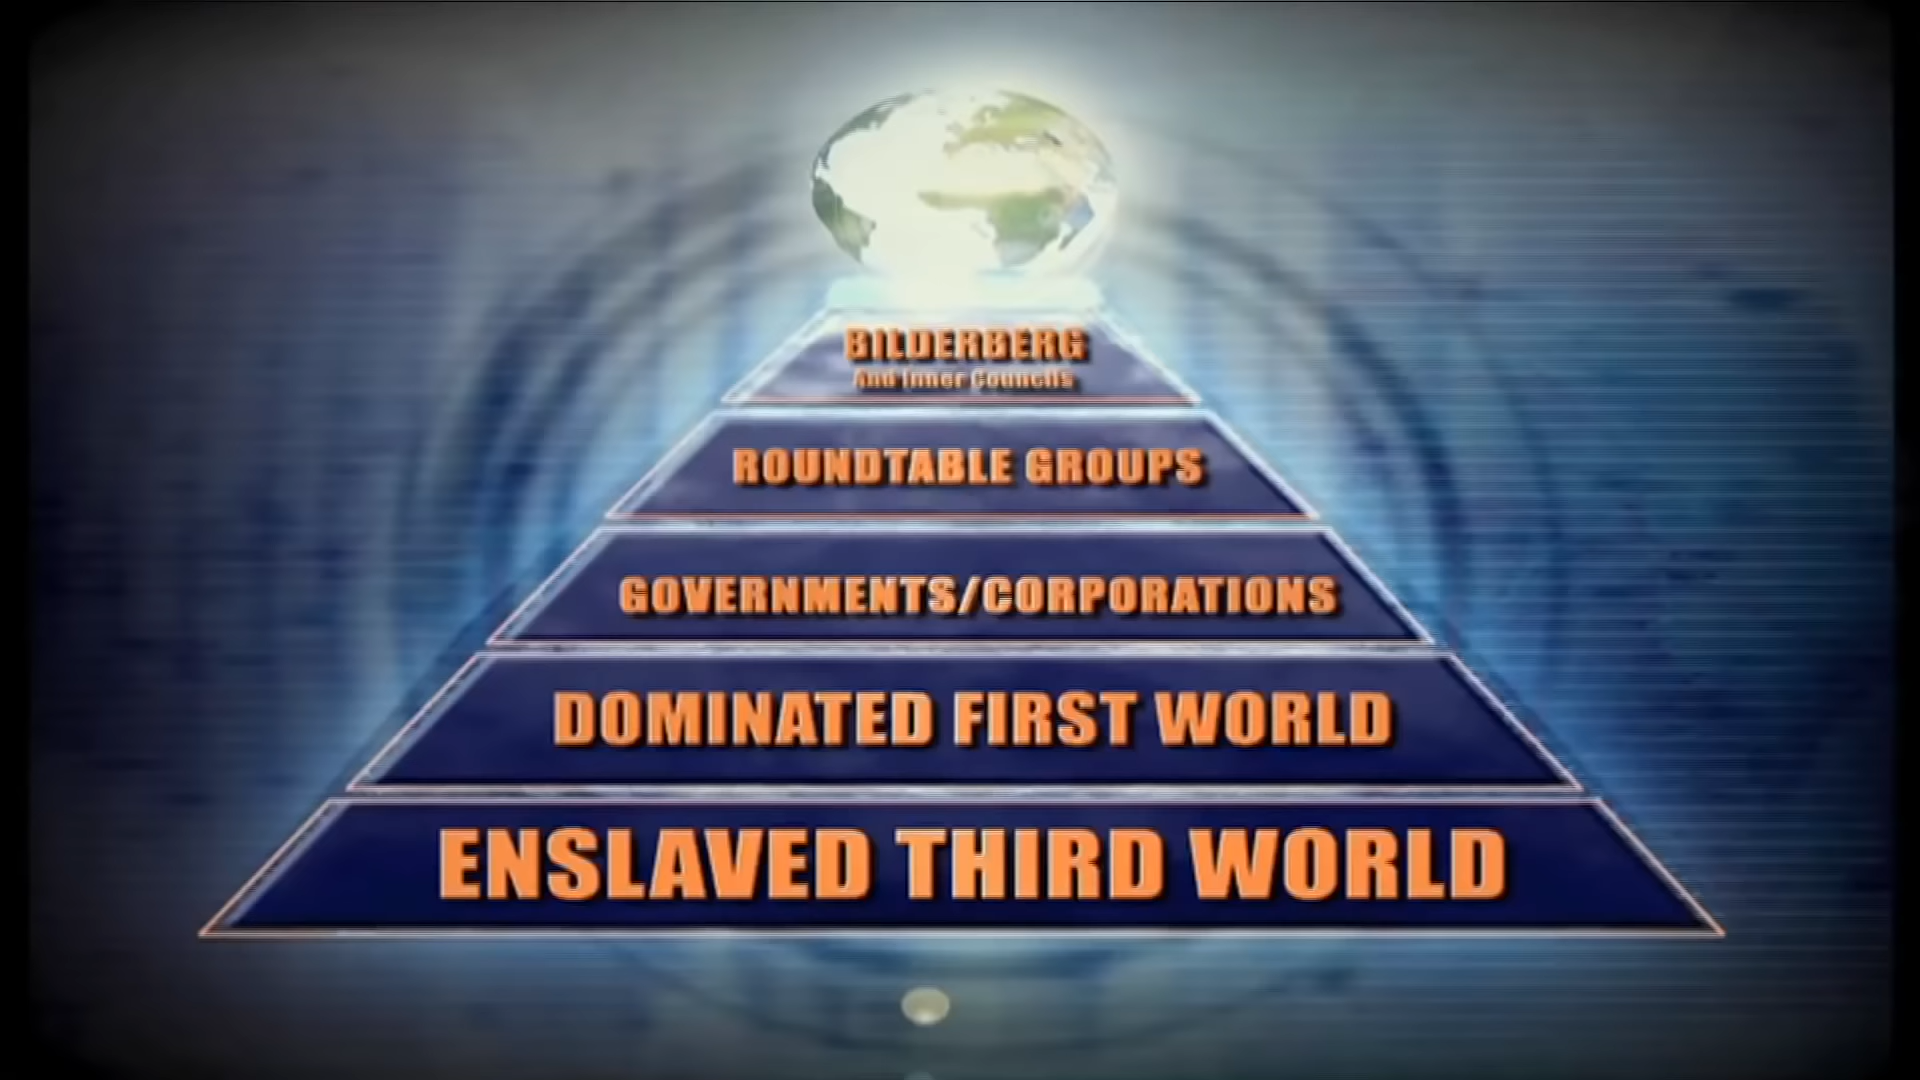 BILDERBERG
And Inner Councils
ROUNDTABLE GROUPS
GOVERNMENTS/CORPORATIONS
DOMINATED FIRST WORLD
ENSLAVED THIRD WORLD